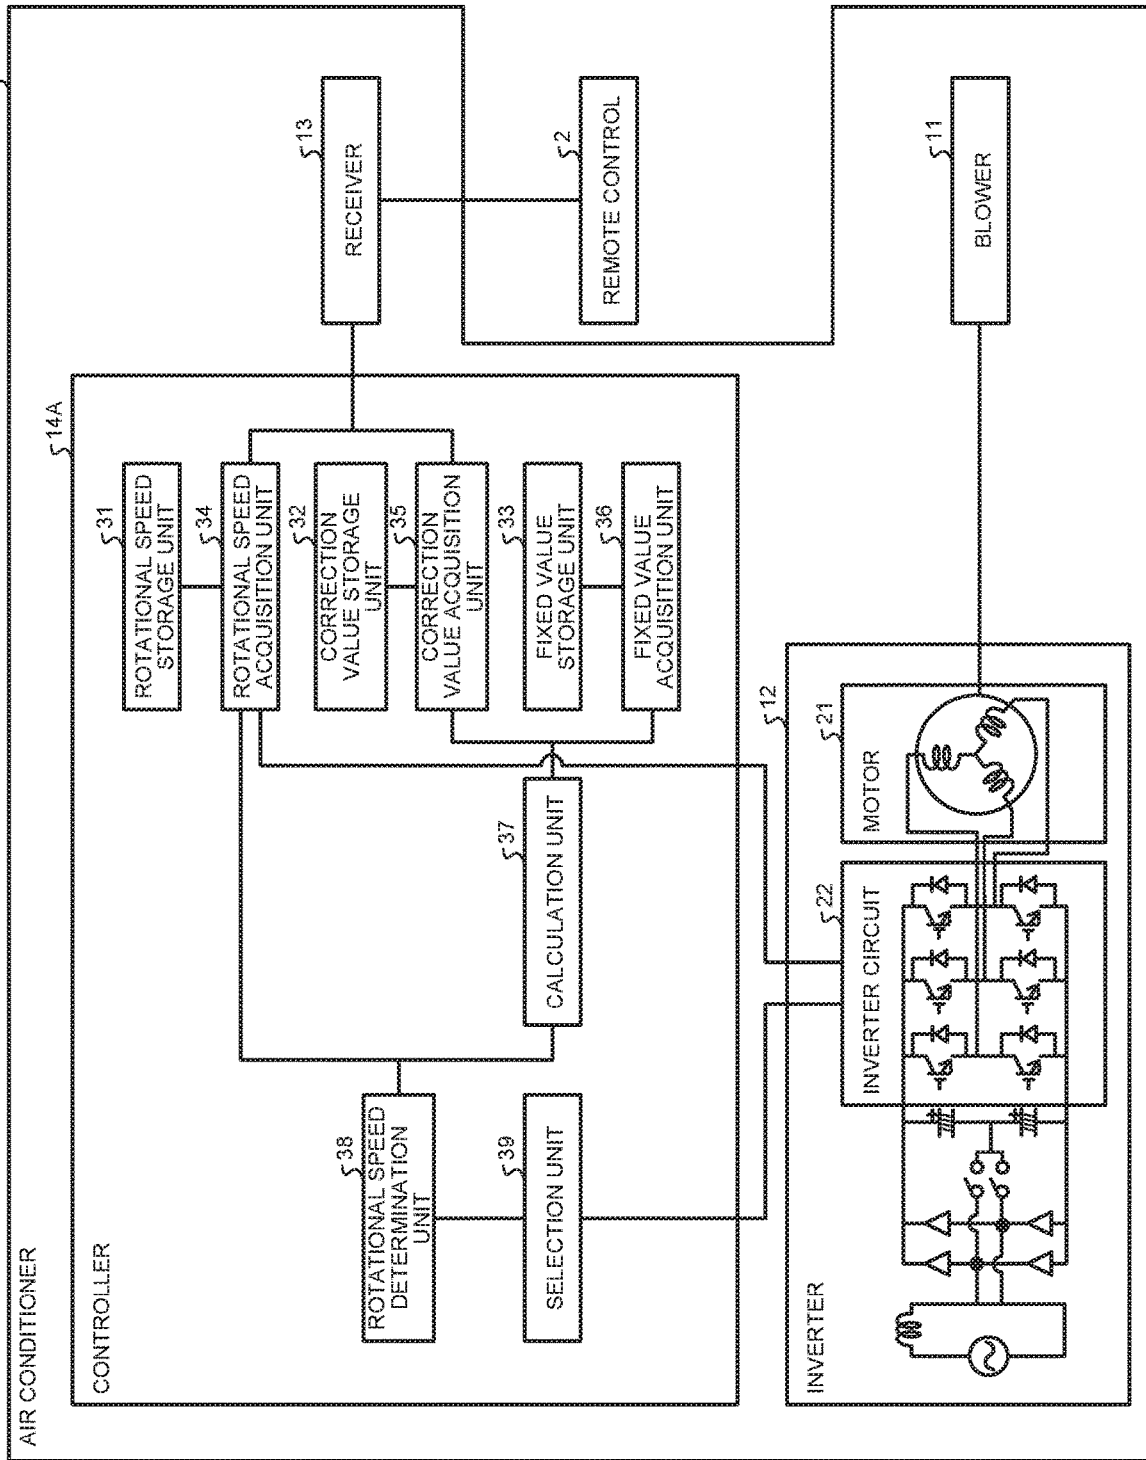 AIR CONDITIONER
CONTROLLER
14A
ROTATIONAL SPEED
STORAGE UNIT
31
ROTATIONAL SPEED
ACQUISITION UNIT
34
CORRECTION
VALUE STORAGE
UNIT
32
CORRECTION
VALUE ACQUISITION
UNIT
35
FIXED VALUE
STORAGE UNIT
33
FIXED VALUE
ACQUISITION UNIT
36
CALCULATION UNIT
37
ROTATIONAL SPEED
DETERMINATION
UNIT
38
SELECTION UNIT
39
RECEIVER
13
REMOTE CONTROL
2
BLOWER
11
INVERTER
12
INVERTER CIRCUIT
22
MOTOR
21